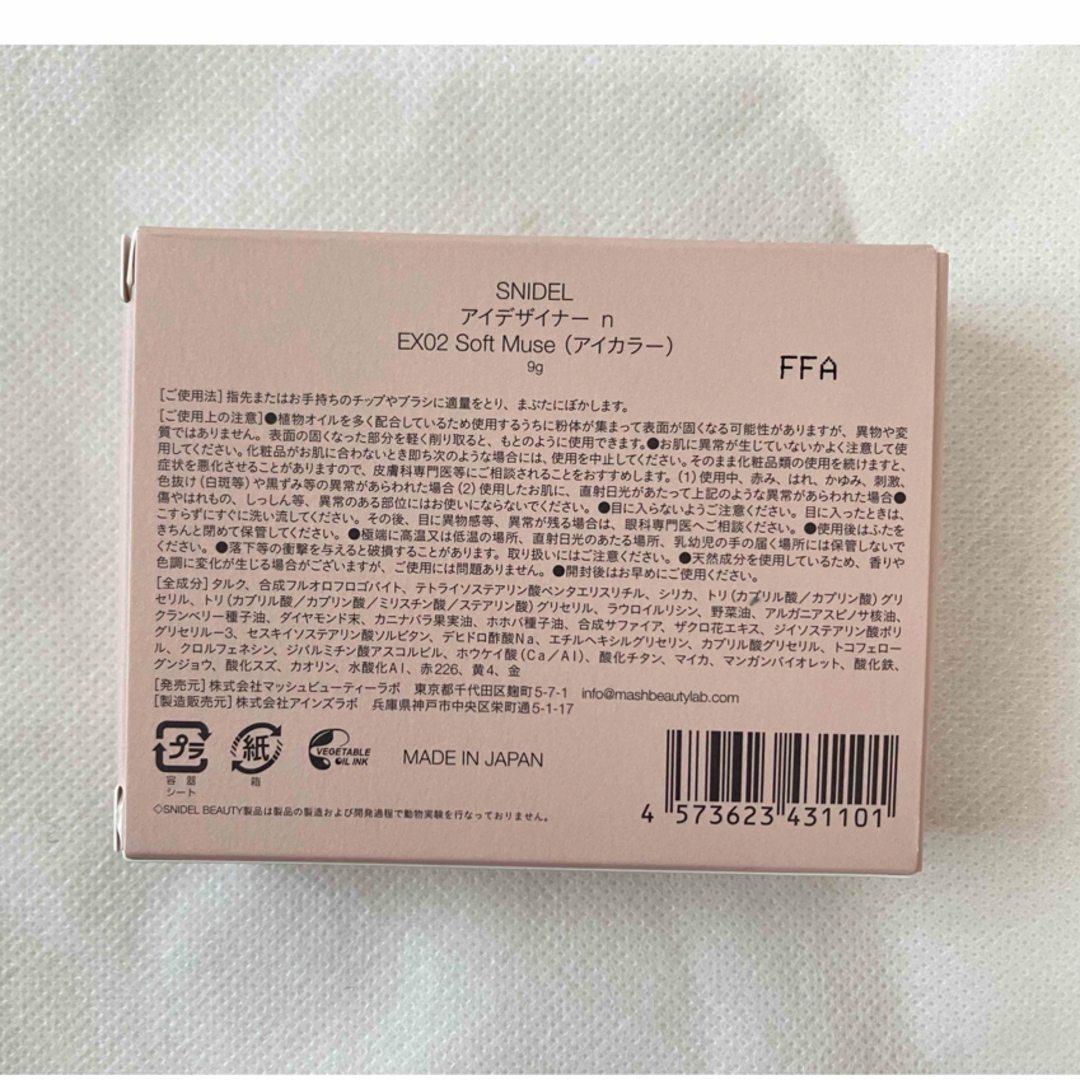 SNIDEL
アイデザイナー n
EX02 Soft Muse（アイカラー）
9g
FFA
［ご使用法］指先またはお手持ちのチップやブラシに適量をとり、まぶたにぼかします。
［ご使用上の注意］●植物オイルを多く配合しているため使用するうちに粉体が集まって表面が固くなる可能性がありますが、異物や変
質ではありません。表面の固くなった部分を軽く削り取ると、もとのように使用できます。●お肌に異常が生じていないかよく注意して使
用してください。化粧品がお肌に合わないとき即ち次のような場合には、使用を中止してください。そのまま化粧品類の使用を続けますと、
症状を悪化させることがありますので、皮膚科専門医等にご相談されることをおすすめします。（1）使用中、赤み、はれ、かゆみ、刺激、
色抜け（白斑等）や黒ずみ等の異常があらわれた場合（2）使用したお肌に、直射日光があたって上記のような異常があらわれた場合●
傷やはれもの、しっしん等、異常のある部位にはお使いにならないでください。●目に入らないようご注意ください。目に入ったときは、
こすらずにすぐに洗い流してください。その後、目に異物感等、異常が残る場合は、眼科専門医へご相談ください。●使用後はふたを
きちんと閉めて保管してください。●極端に高温又は低温の場所、直射日光のあたる場所、乳幼児の手の届く場所には保管しないで
ください。●落下等の衝撃を与えると破損することがあります。取り扱いにはご注意ください。●天然成分を使用しているため、香りや
色調に変化が生じる場合がございますが、ご使用には問題ありません。●開封後はお早めにご使用ください。
［全成分］タルク、合成フルオロフロゴパイト、テトライソステアリン酸ペンタエリスリチル、シリカ、トリ（カプリル酸／カプリン酸）グリ
セリル、トリ（カプリル酸／カプリン酸／ミリスチン酸／ステアリン酸）グリセリル、ラウロイルリシン、野菜油、アルガニアスピノサ核油、
クランベリー種子油、ダイヤモンド末、カニナバラ果実油、ホホバ種子油、合成サファイア、ザクロ花エキス、ジイソステアリン酸ポリ
グリセリル－3、セスキイソステアリン酸ソルビタン、デヒドロ酢酸Na、エチルヘキシルグリセリン、カプリル酸グリセリル、トコフェロー
ル、クロルフェネシン、ジパルミチン酸アスコルビル、ホウケイ酸（Ca／Al）、酸化チタン、マイカ、マンガンバイオレット、酸化鉄、
グンジョウ、酸化スズ、カオリン、水酸化Al、赤226、黄4、金
［発売元］株式会社マッシュビューティーラボ　東京都千代田区麹町5-7-1　info@mashbeautylab.com
［製造販売元］株式会社アインズラボ　兵庫県神戸市中央区栄町通5-1-17
プラ
容器
シート
紙
箱
VEGETABLE
OIL INK
MADE IN JAPAN
◇SNIDEL BEAUTY製品は製品の製造および開発過程で動物実験を行なっておりません。
4 573623 431101